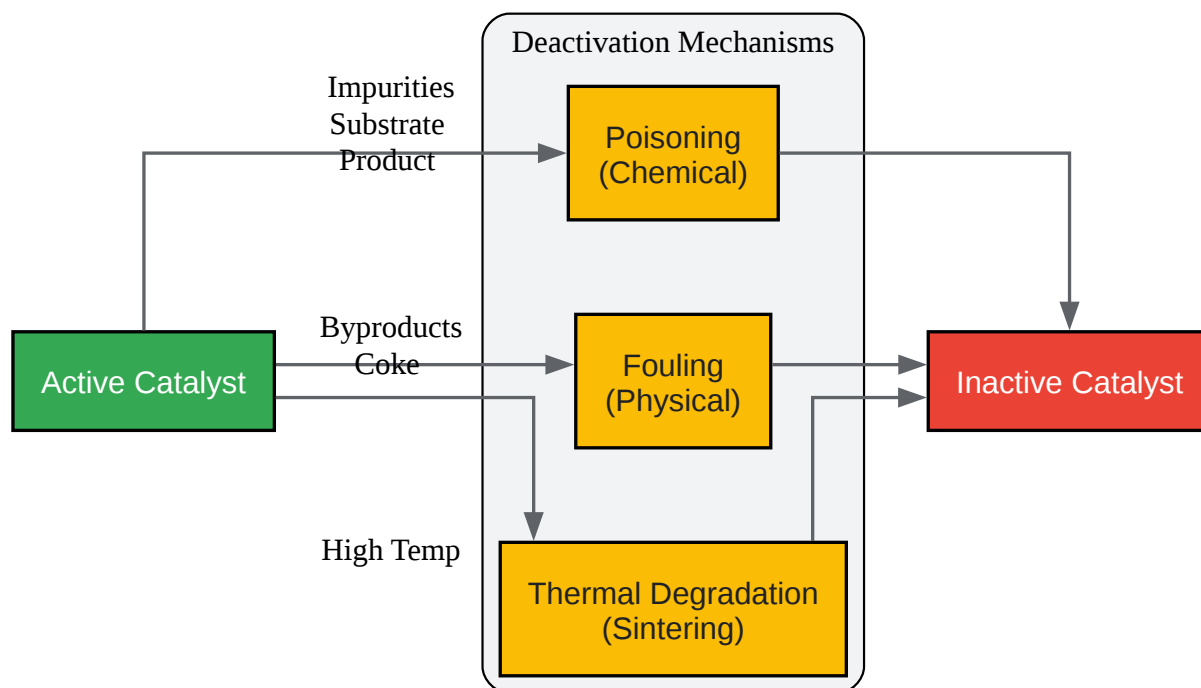 Deactivation Mechanisms
Impurities
Substrate
Product
Poisoning
(Chemical)
Byproducts
Coke
Active Catalyst
Fouling
(Physical)
Inactive Catalyst
High Temp
Thermal Degradation
(Sintering)